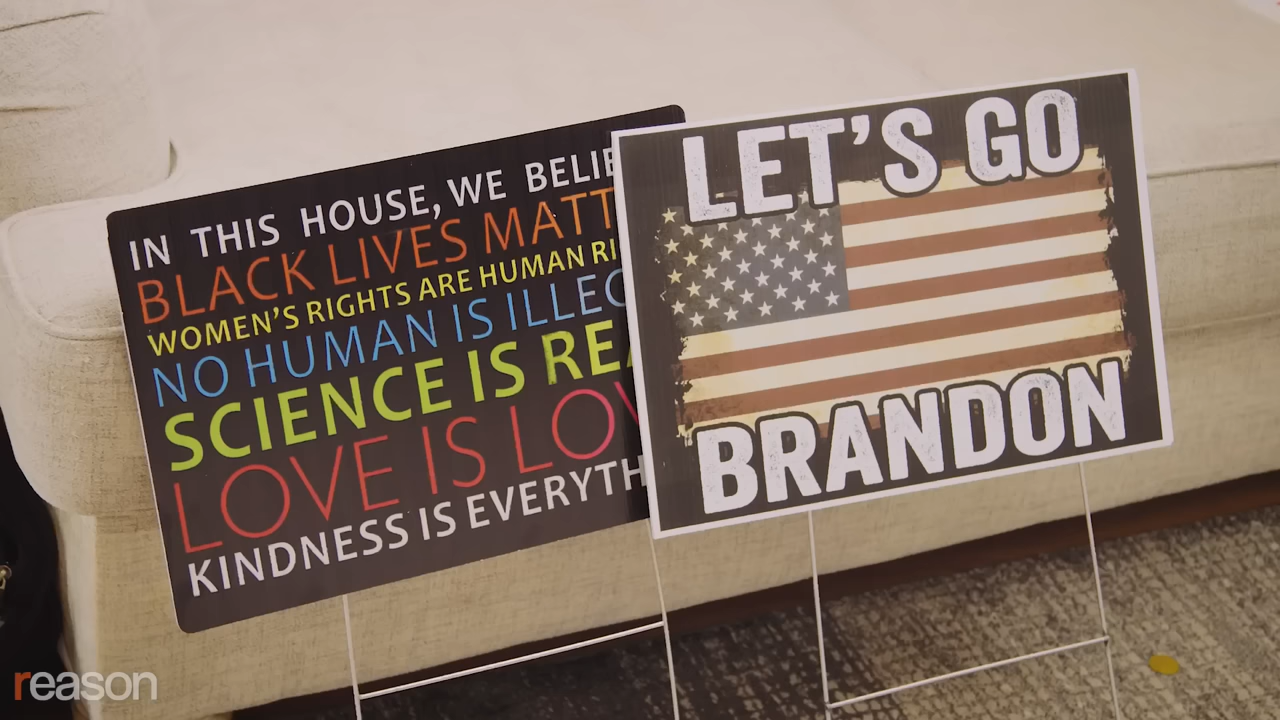 IN THIS HOUSE, WE BELIE
BLACK LIVES MATT
WOMEN'S RIGHTS ARE HUMAN RI
NO HUMAN IS ILLEG
SCIENCE IS REA
LOVE IS LOV
KINDNESS IS EVERYTH
LET'S GO
BRANDON
reason